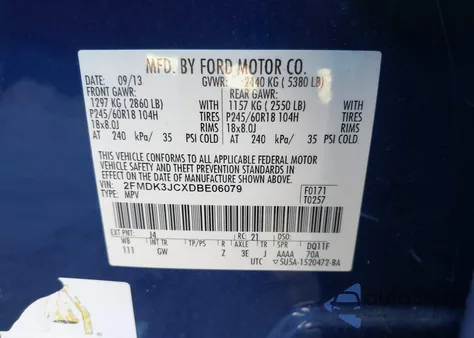 MFD. BY FORD MOTOR CO.
DATE: 09/13 GVWR: 2440 KG ( 5380 LB)
FRONT GAWR: REAR GAWR:
1297 KG (2860 LB) WITH 1157 KG (2550 LB) WITH
P245/60R18 104H TIRES P245/60R18 104H TIRES
18x8.0J RIMS 18x8.0J RIMS
AT 240 kPa/ 35 PSI COLD AT 240 kPa/ 35 PSI COLD
THIS VEHICLE CONFORMS TO ALL APPLICABLE FEDERAL MOTOR
VEHICLE SAFETY AND BUMPER AND THEFT PREVENTION
STANDARDS IN EFFECT ON THE DATE OF MANUFACTURE SHOWN ABOVE.
VIN: 2FMDK3JCXDBE06079 F0171
TYPE: MPV T0257
EXT PNT: J4 RC: 21 DSO:
WB INT TR TP/PS R AXLE TR SPR DQ11F
111 GW Z 3E J AAAA 70A
UTC 5U5A-1520472-BA